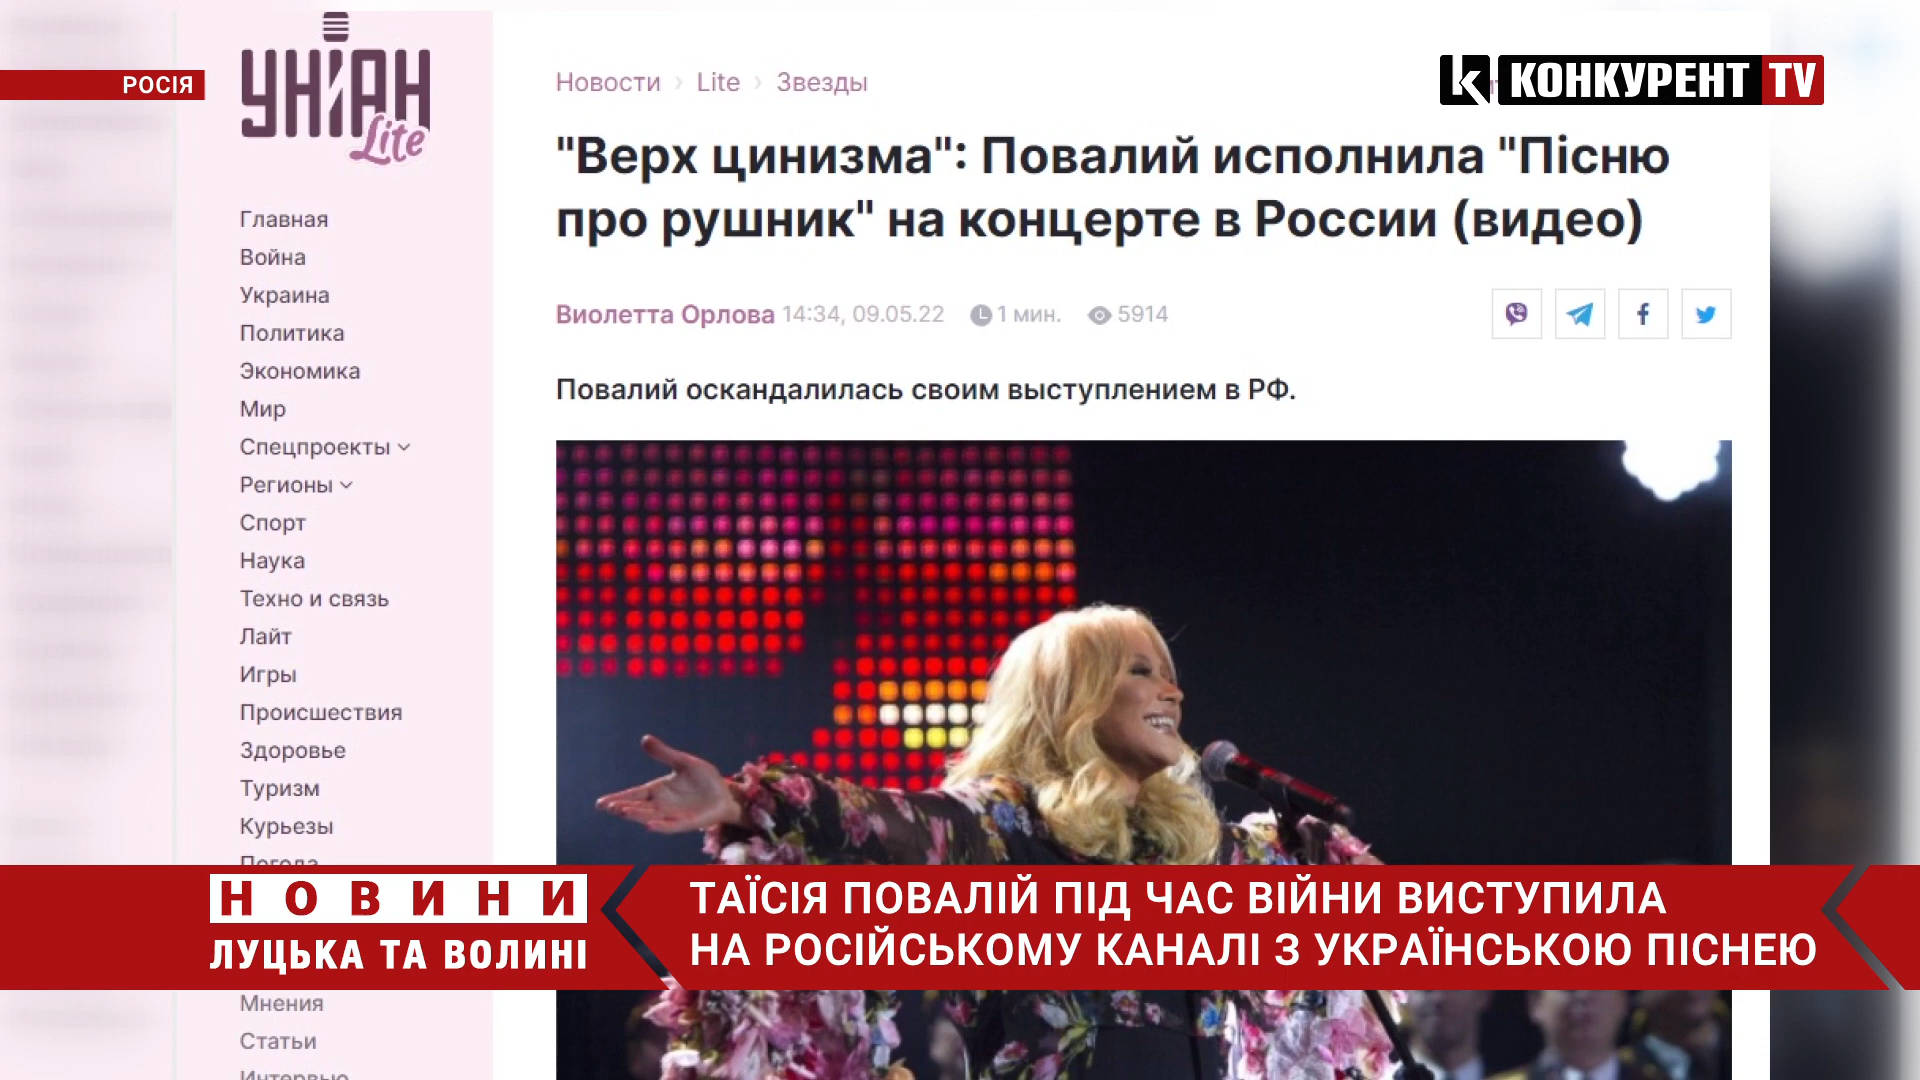 РОСІЯ
УНІАН
Lite
Новости › Lite › Звезды
КОНКУРЕНТ TV
"Верх цинизма": Повалий исполнила "Пісню
про рушник" на концерте в России (видео)
Виолетта Орлова 14:34, 09.05.22 1 мин. 5914
Повалий оскандалилась своим выступлением в РФ.
Главная
Война
Украина
Политика
Экономика
Мир
Спецпроекты
Регионы
Спорт
Наука
Техно и связь
Лайт
Игры
Происшествия
Здоровье
Туризм
Курьезы
Погода
НОВИНИ
ЛУЦЬКА ТА ВОЛИНІ
ТАЇСІЯ ПОВАЛІЙ ПІД ЧАС ВІЙНИ ВИСТУПИЛА
НА РОСІЙСЬКОМУ КАНАЛІ З УКРАЇНСЬКОЮ ПІСНЕЮ
Мнения
Статьи
Интервью